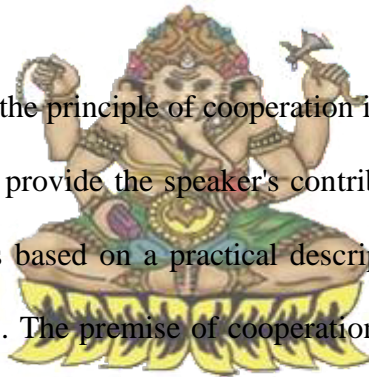 the principle of cooperation i
provide the speaker's contrib
s based on a practical descrip
. The premise of cooperation